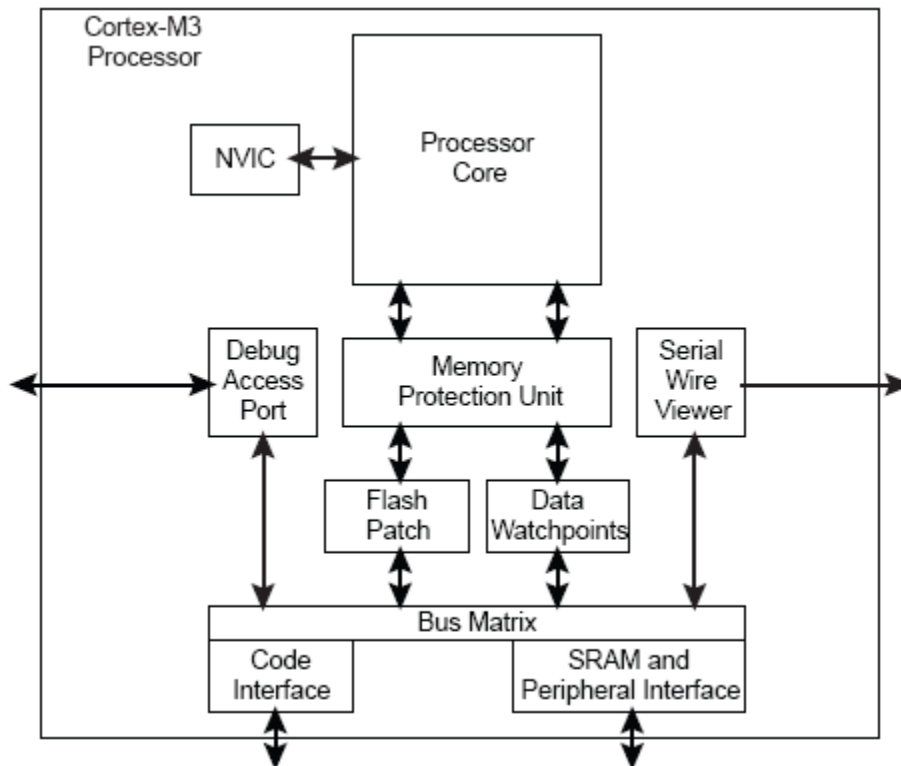 Cortex-M3
Processor
Processor
Core
NVIC
Debug
Access
Port
Memory
Protection Unit
Serial
Wire
Viewer
Flash
Patch
Data
Watchpoints
Bus Matrix
Code
Interface
SRAM and
Peripheral Interface